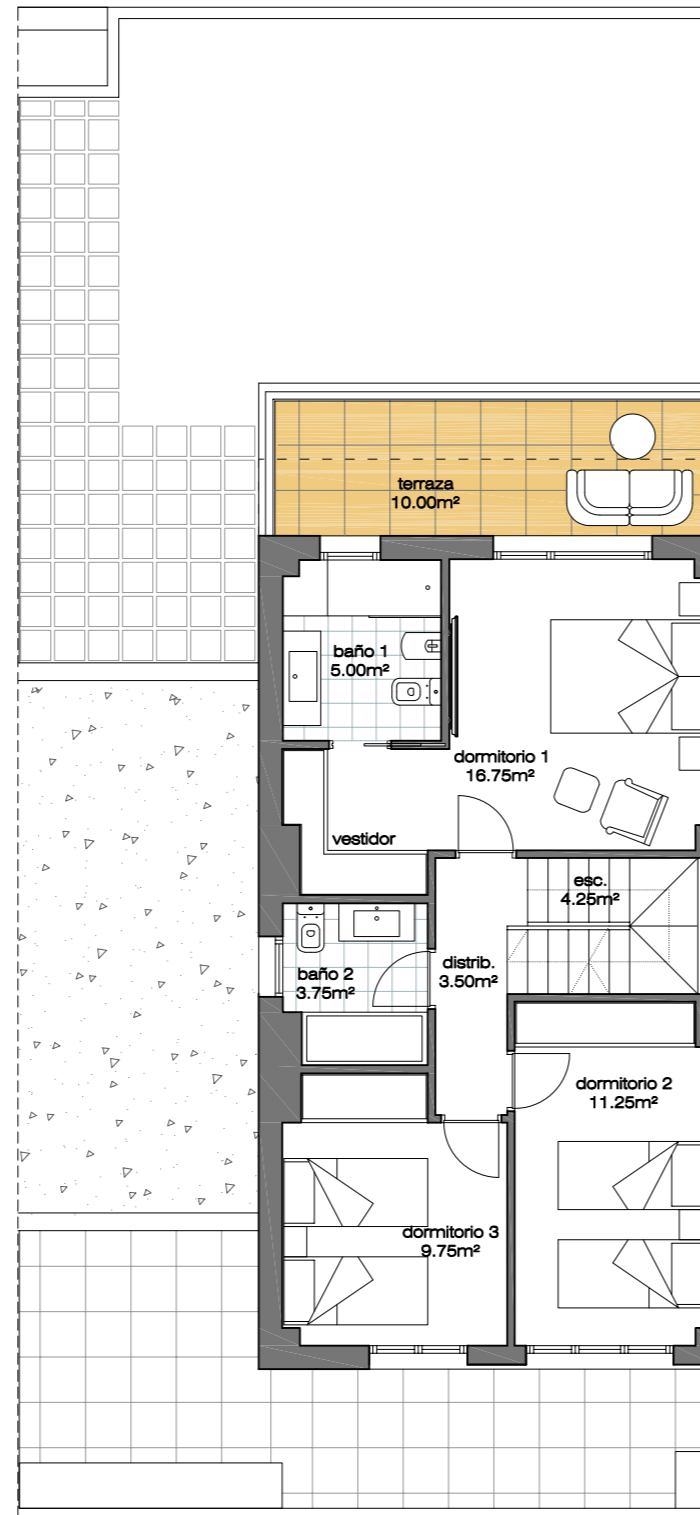 terraza
10.00m²
baño 1
5.00m²
dormitorio 1
16.75m²
vestidor
esc.
4.25m²
baño 2
3.75m²
distrib.
3.50m²
dormitorio 2
11.25m²
dormitorio 3
9.75m²